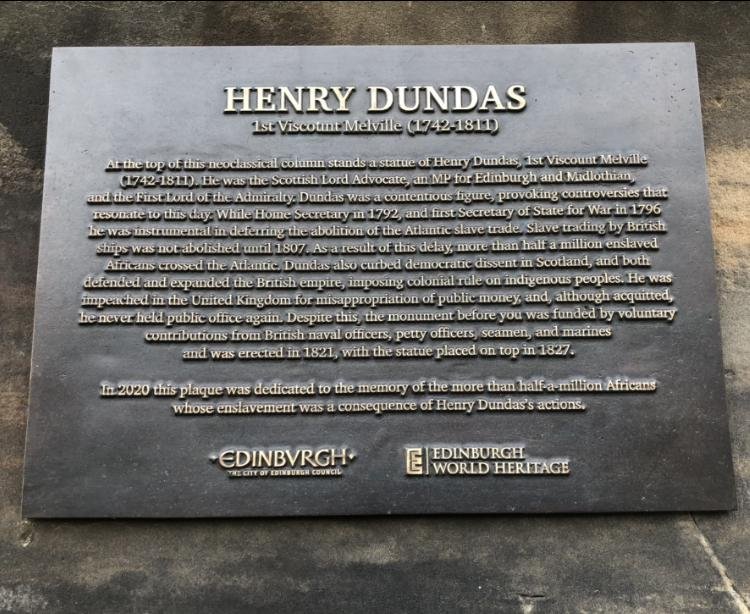 HENRY DUNDAS
1st Viscount Melville (1742-1811)
At the top of this neoclassical column stands a statue of Henry Dundas, 1st Viscount Melville
(1742-1811). He was the Scottish Lord Advocate, an MP for Edinburgh and Midlothian,
and the First Lord of the Admiralty. Dundas was a contentious figure, provoking controversies that
resonate to this day. While Home Secretary in 1792, and first Secretary of State for War in 1796
he was instrumental in deferring the abolition of the Atlantic slave trade. Slave trading by British
ships was not abolished until 1807. As a result of this delay, more than half a million enslaved
Africans crossed the Atlantic. Dundas also curbed democratic dissent in Scotland, and both
defended and expanded the British empire, imposing colonial rule on indigenous peoples. He was
impeached in the United Kingdom for misappropriation of public money, and, although acquitted,
he never held public office again. Despite this, the monument before you was funded by voluntary
contributions from British naval officers, petty officers, seamen, and marines
and was erected in 1821, with the statue placed on top in 1827.
In 2020 this plaque was dedicated to the memory of the more than half-a-million Africans
whose enslavement was a consequence of Henry Dundas's actions.
•EDINBVRGH•
THE CITY OF EDINBURGH COUNCIL
E EDINBURGH
WORLD HERITAGE